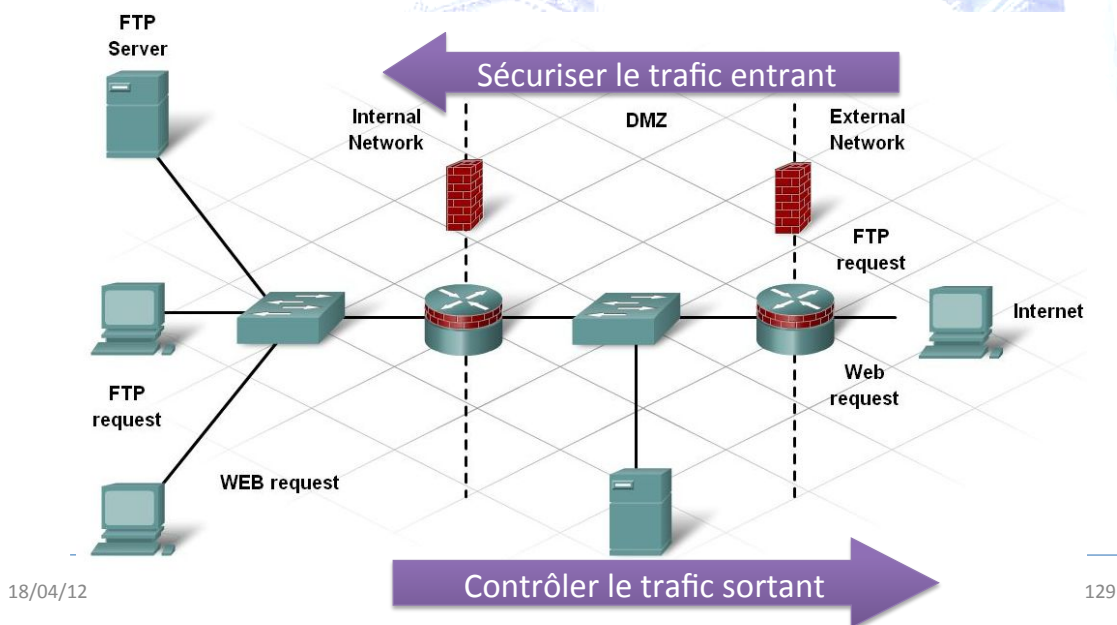 FTP
Server
Sécuriser le trafic entrant
Internal
Network
DMZ
External
Network
FTP
request
Internet
FTP
request
Web
request
WEB request
18/04/12
Contrôler le trafic sortant
129